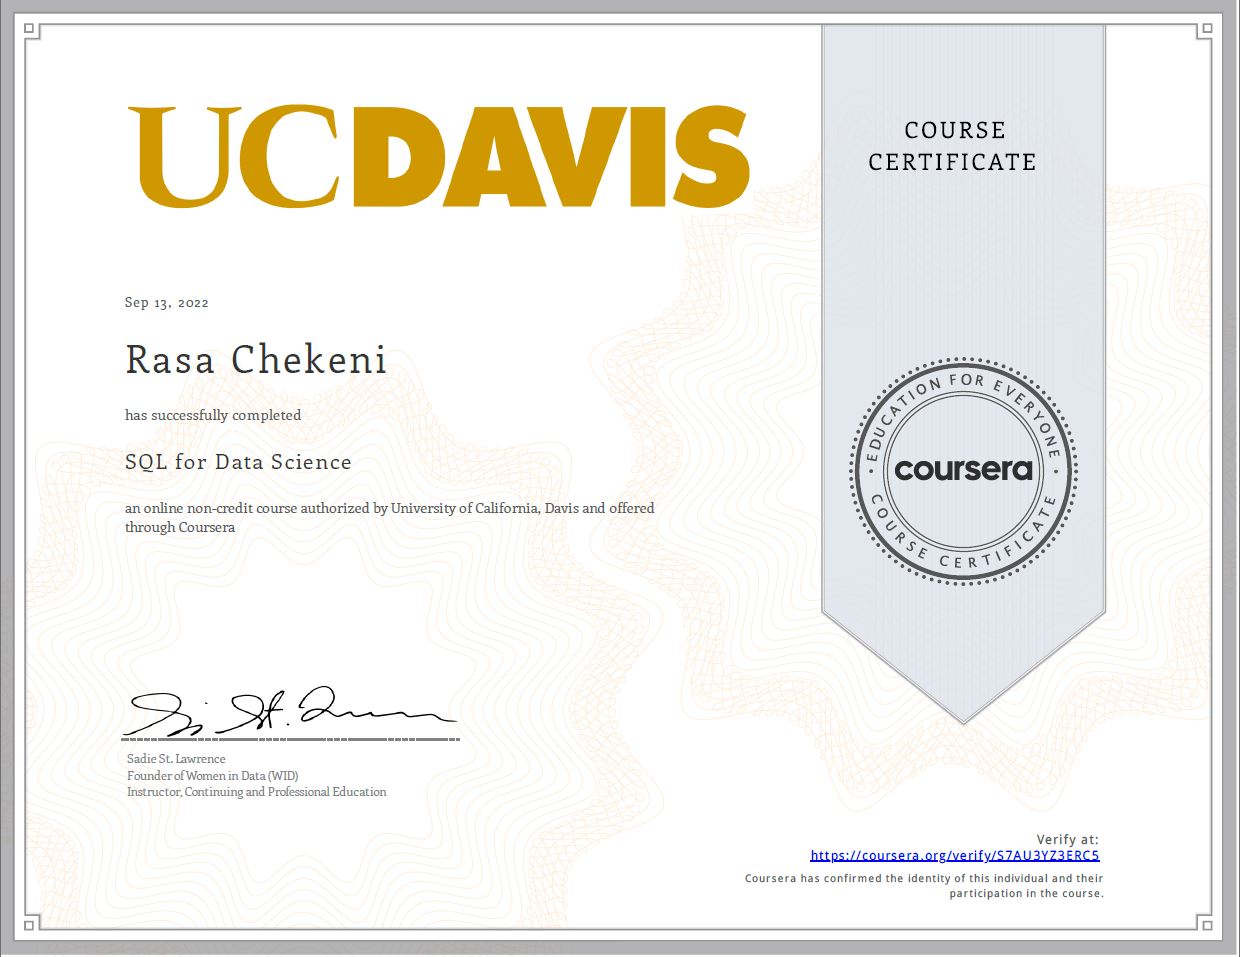 UCDAVIS
COURSE
CERTIFICATE
Sep 13, 2022
Rasa Chekeni
has successfully completed
SQL for Data Science
an online non-credit course authorized by University of California, Davis and offered
through Coursera
EDUCATION FOR EVERYONE
coursera
COURSE CERTIFICATE
Sadie St. Lawrence
Founder of Women in Data (WID)
Instructor, Continuing and Professional Education
Verify at:
https://coursera.org/verify/S7AU3YZ3ERC5
Coursera has confirmed the identity of this individual and their
participation in the course.